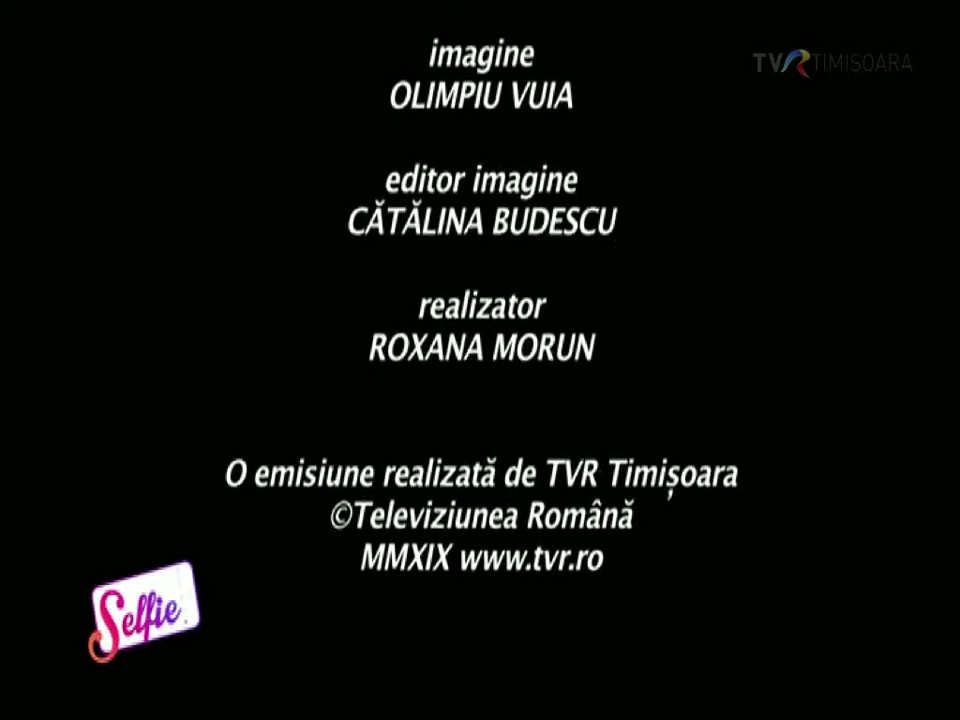 TVR TIMIȘOARA
imagine
OLIMPIU VUIA
editor imagine
CĂTĂLINA BUDESCU
realizator
ROXANA MORUN
O emisiune realizată de TVR Timișoara
©Televiziunea Română
MMXIX www.tvr.ro
Selfie